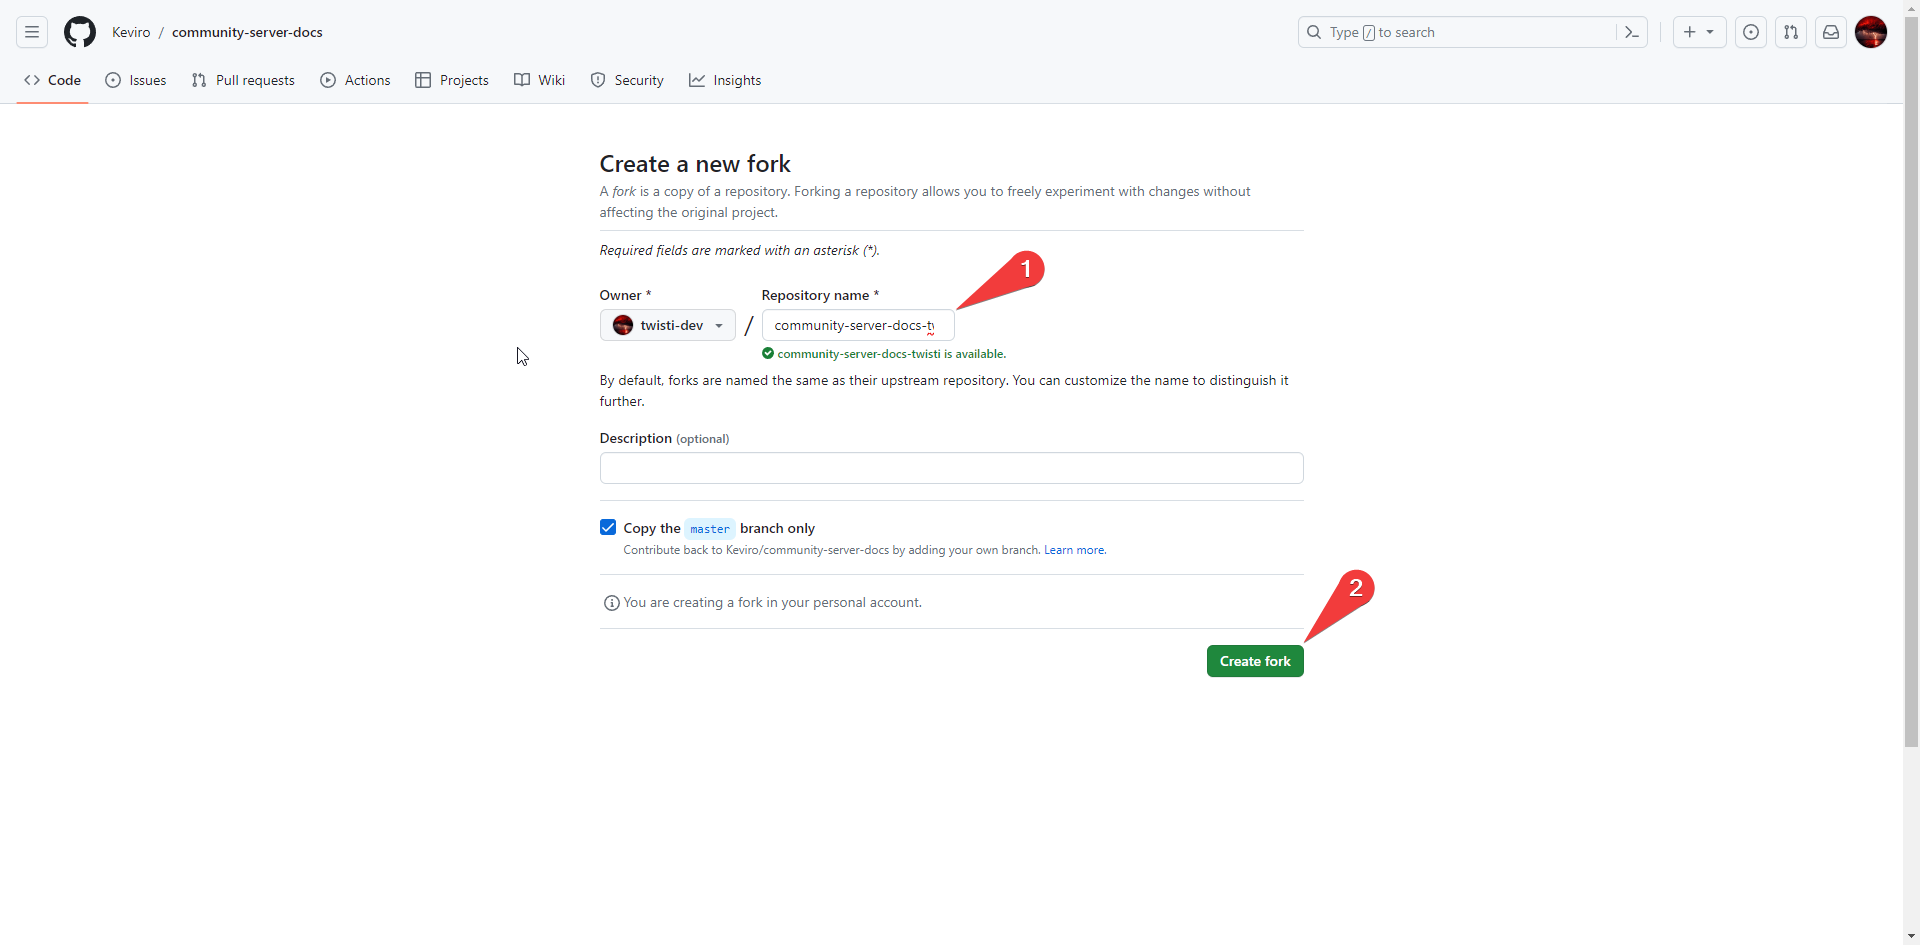 Keviro / community-server-docs
Type / to search
Code Issues Pull requests Actions Projects Wiki Security Insights
Create a new fork
A fork is a copy of a repository. Forking a repository allows you to freely experiment with changes without
affecting the original project.
Required fields are marked with an asterisk (*).
1
Owner * Repository name *
twisti-dev / community-server-docs-tw
community-server-docs-twisti is available.
By default, forks are named the same as their upstream repository. You can customize the name to distinguish it
further.
Description (optional)
Copy the master branch only
Contribute back to Keviro/community-server-docs by adding your own branch. Learn more.
2
You are creating a fork in your personal account.
Create fork